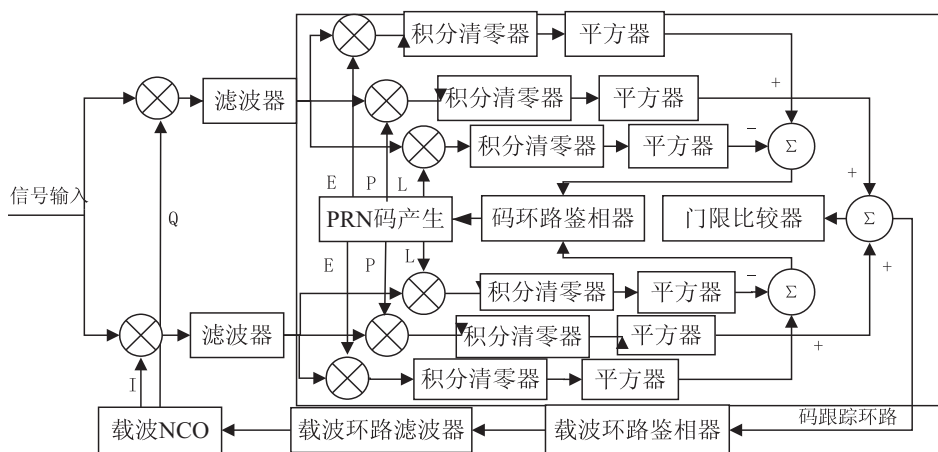 积分清零器
平方器
积分清零器
平方器
+
滤波器
积分清零器
平方器
−
Σ
E
P
L
+
信号输入
Q
PRN码产生
码环路鉴相器
门限比较器
Σ
E
P
L
+
积分清零器
平方器
−
Σ
滤波器
积分清零器
平方器
+
I
积分清零器
平方器
码跟踪环路
载波NCO
载波环路滤波器
载波环路鉴相器